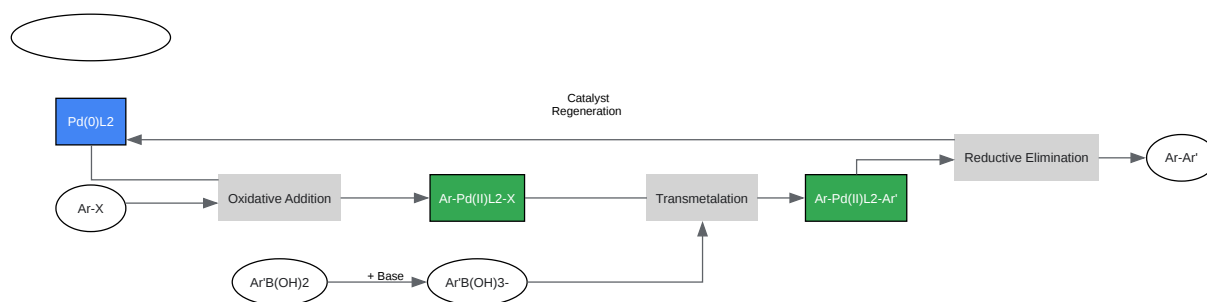 Catalyst
Regeneration
Pd(0)L2
Reductive Elimination
Ar-Ar'
Ar-X
Oxidative Addition
Ar-Pd(II)L2-X
Transmetalation
Ar-Pd(II)L2-Ar'
Ar'B(OH)2
+ Base
Ar'B(OH)3-